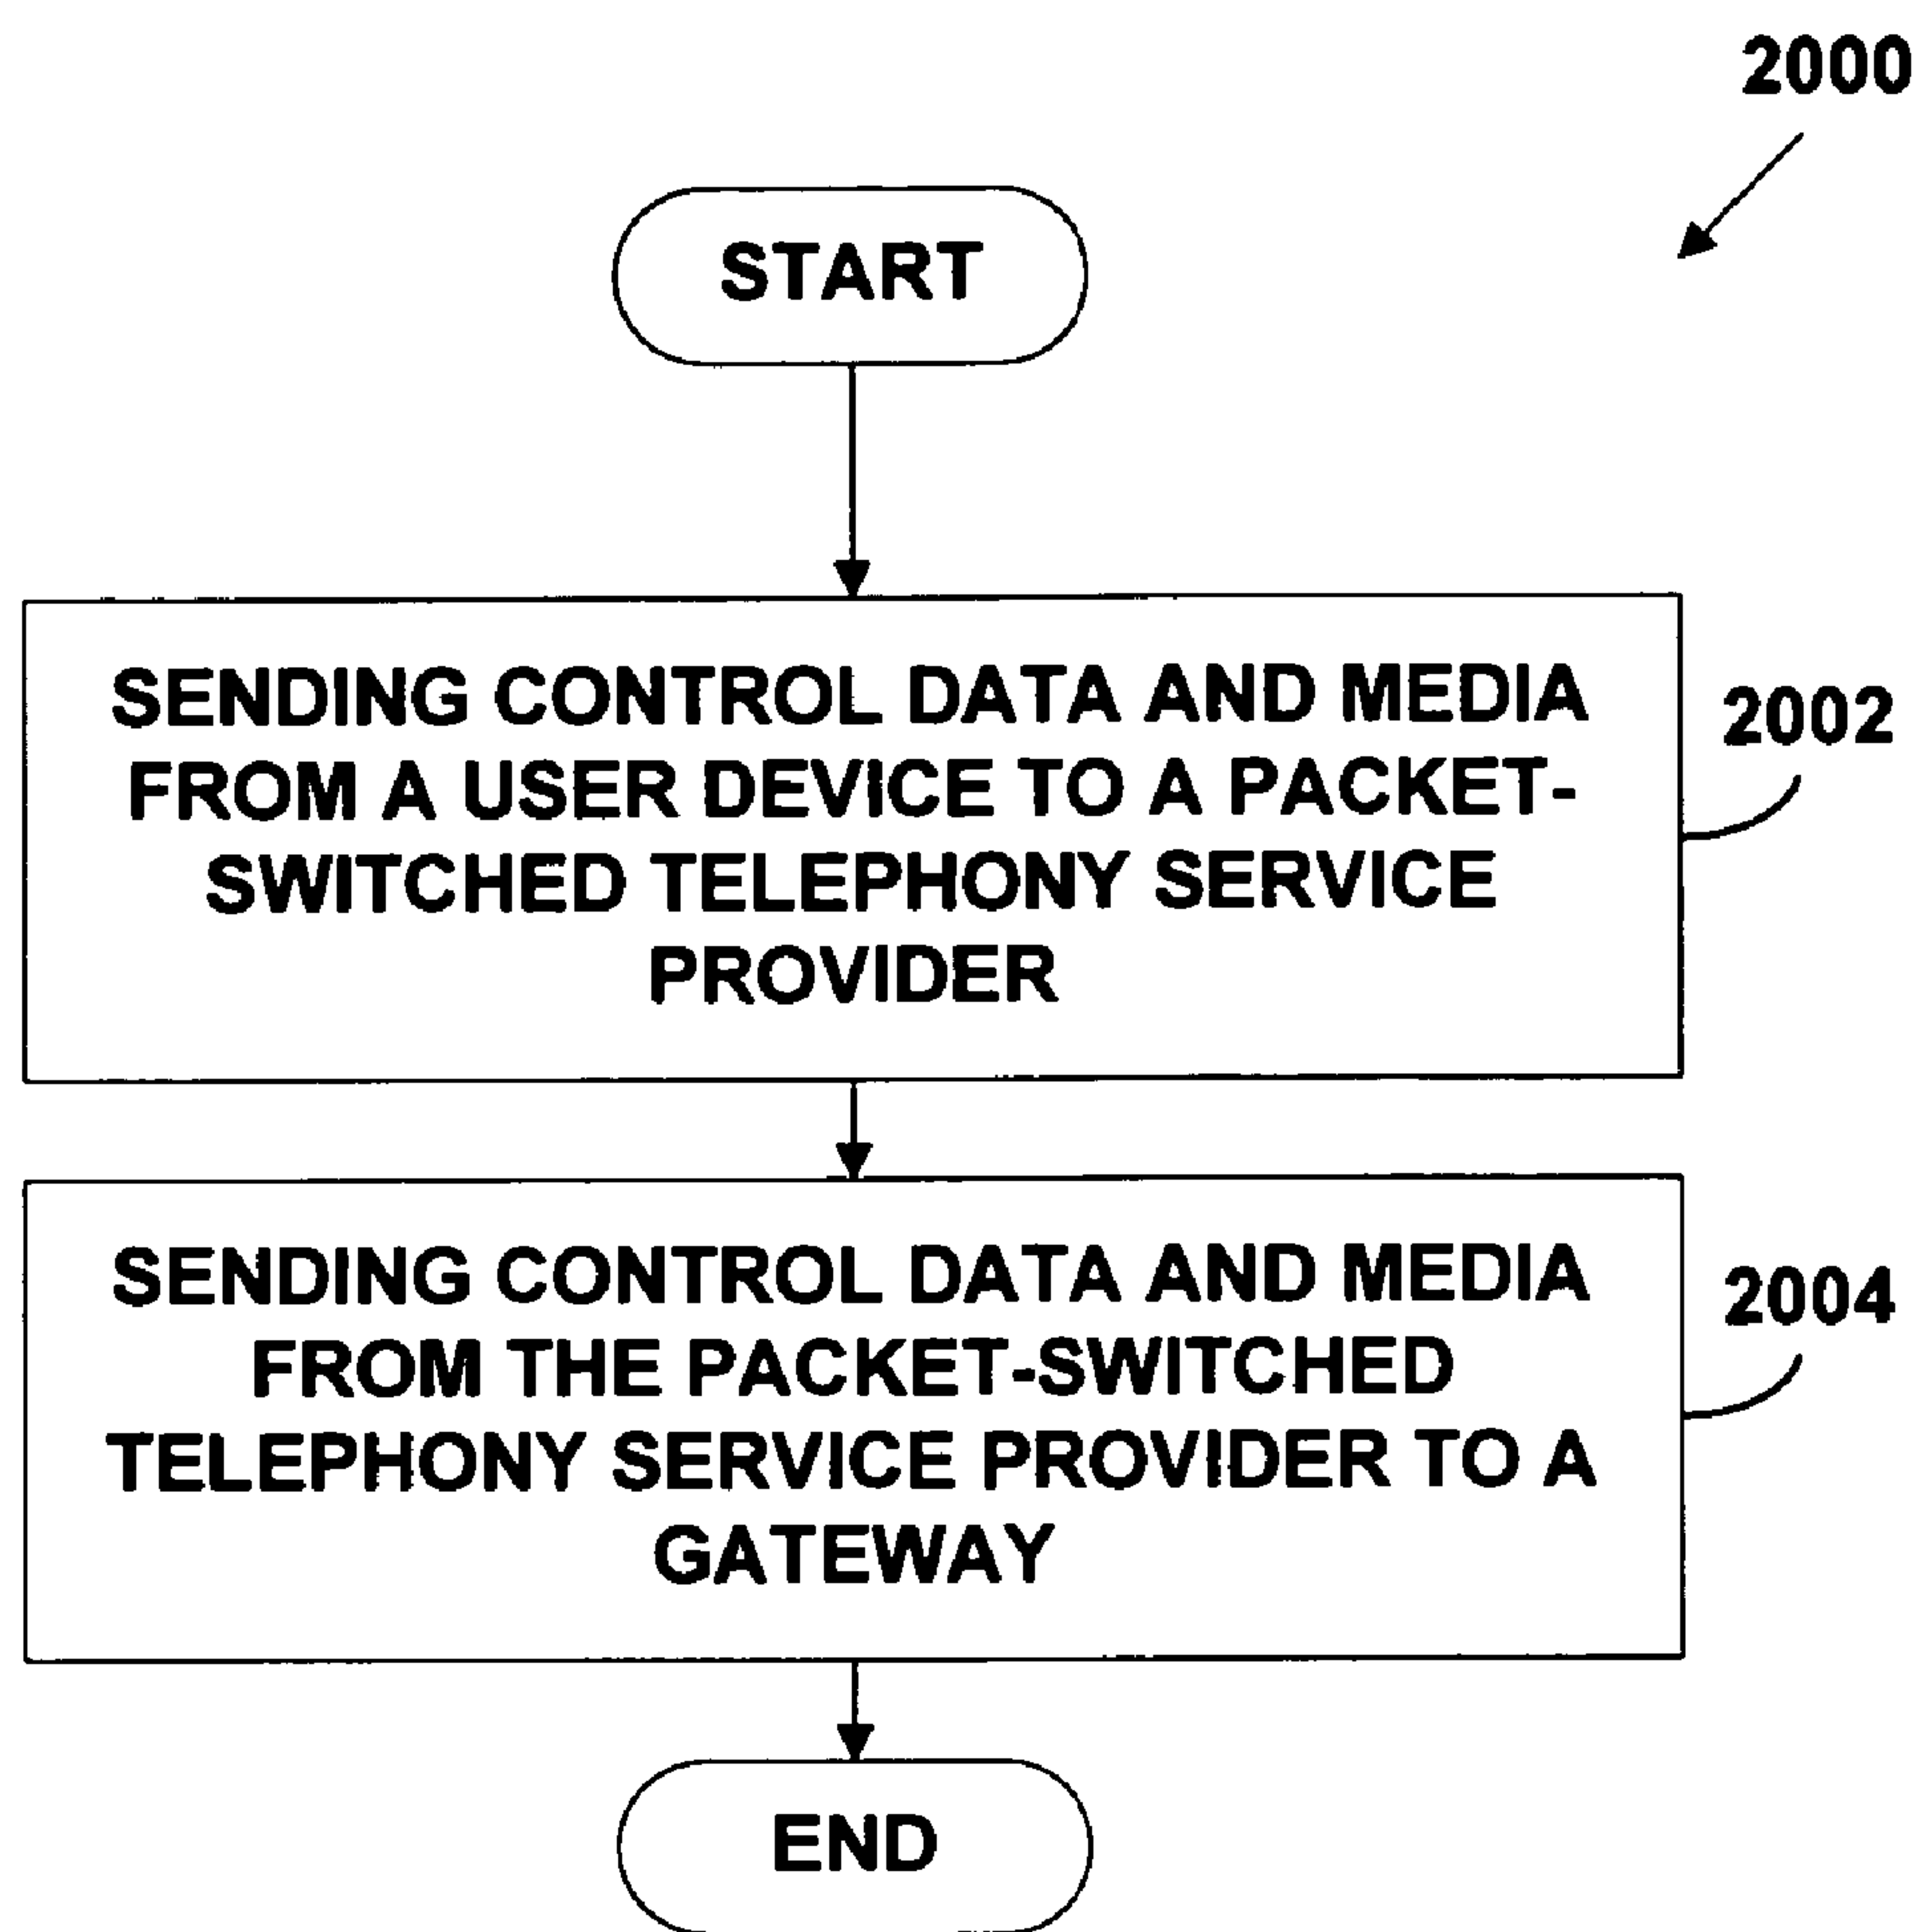 2000
START
SENDING CONTROL DATA AND MEDIA
FROM A USER DEVICE TO A PACKET-
SWITCHED TELEPHONY SERVICE
PROVIDER
2002
SENDING CONTROL DATA AND MEDIA
FROM THE PACKET-SWITCHED
TELEPHONY SERVICE PROVIDER TO A
GATEWAY
2004
END